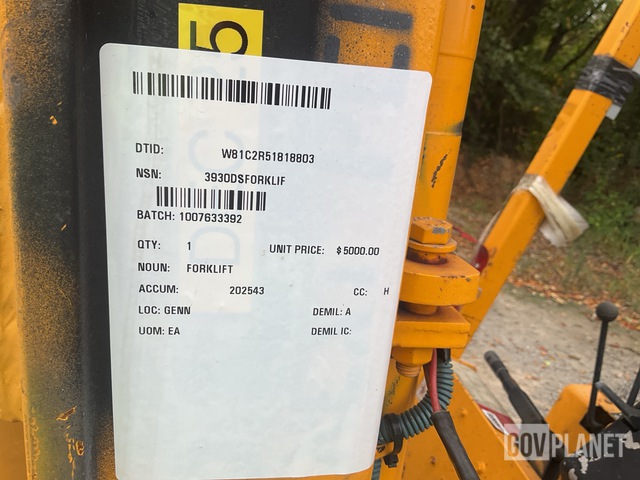 5
DTID: W81C2R51818803
NSN: 3930DSFORKLIF
BATCH: 1007633392
QTY: 1 UNIT PRICE: $5000.00
NOUN: FORKLIFT
ACCUM: 202543 CC: H
LOC: GENN DEMIL: A
UOM: EA DEMIL IC:
GOVPLANET